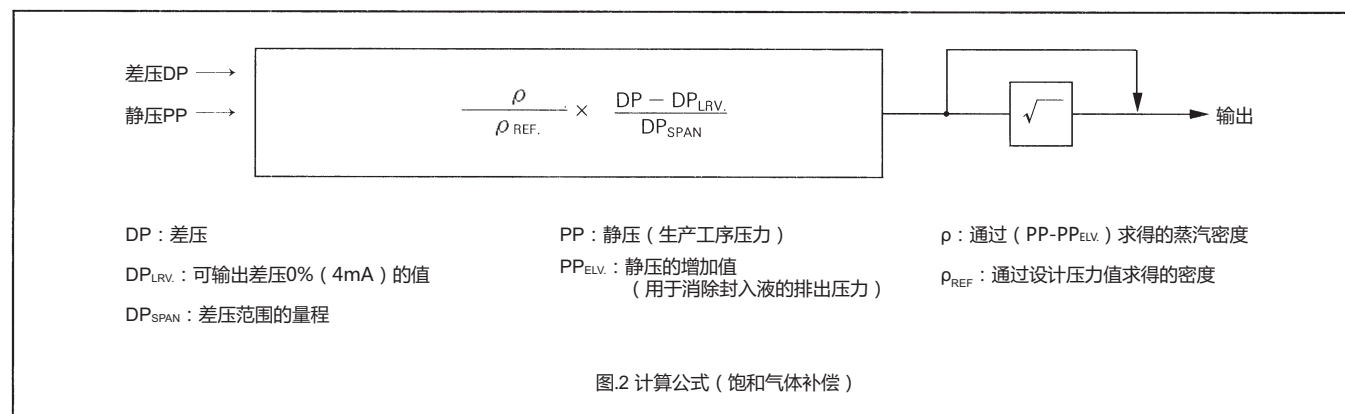 差压DP
静压PP
ρ / ρ REF. × DP − DPLRV. / DPSPAN
√
输出
DP：差压
DPLRV.：可输出差压0%（4mA）的值
DPSPAN：差压范围的量程
PP：静压（生产工序压力）
PPELV.：静压的增加值
（用于消除封入液的排出压力）
ρ：通过（PP-PPELV.）求得的蒸汽密度
ρREF：通过设计压力值求得的密度
图.2 计算公式（饱和气体补偿）